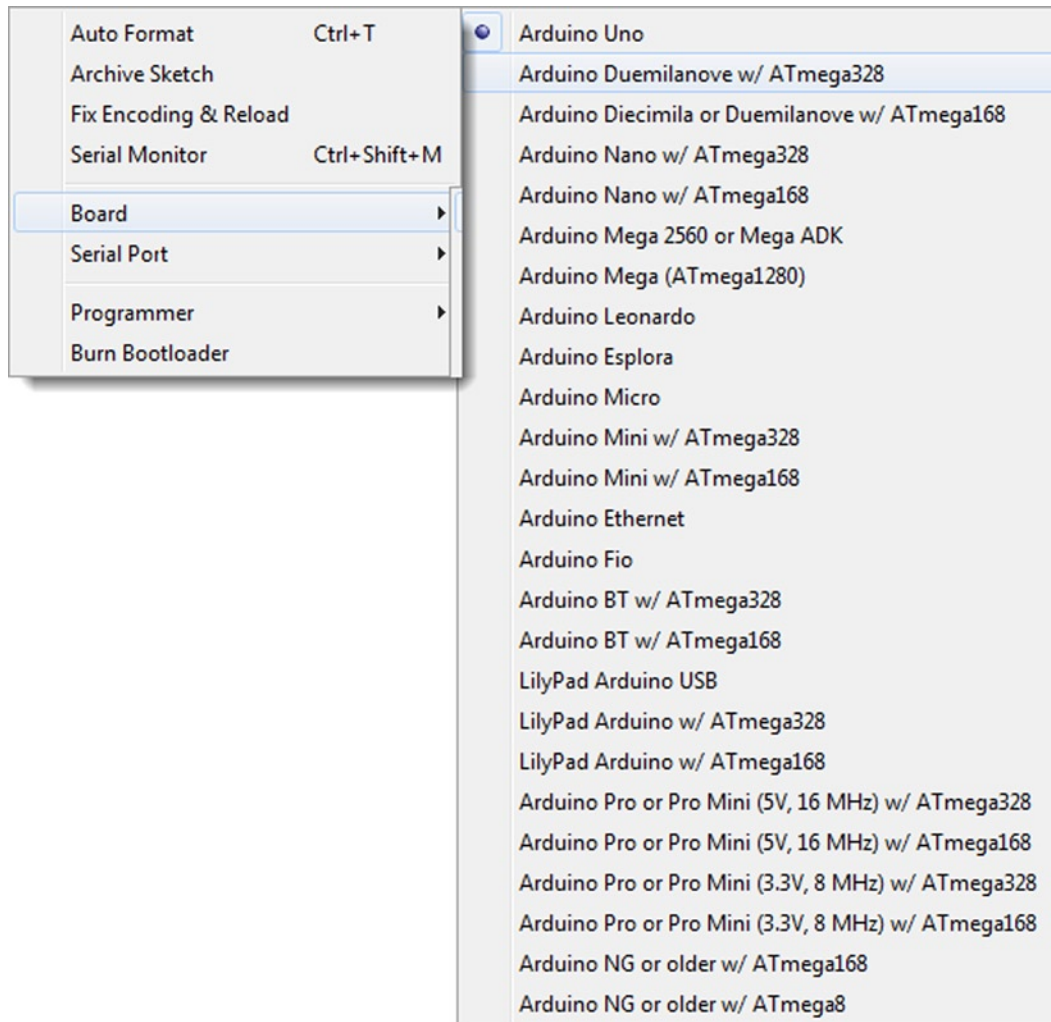 Auto Format Ctrl+T
Archive Sketch
Fix Encoding & Reload
Serial Monitor Ctrl+Shift+M
Board
Serial Port
Programmer
Burn Bootloader
Arduino Uno
Arduino Duemilanove w/ ATmega328
Arduino Diecimila or Duemilanove w/ ATmega168
Arduino Nano w/ ATmega328
Arduino Nano w/ ATmega168
Arduino Mega 2560 or Mega ADK
Arduino Mega (ATmega1280)
Arduino Leonardo
Arduino Esplora
Arduino Micro
Arduino Mini w/ ATmega328
Arduino Mini w/ ATmega168
Arduino Ethernet
Arduino Fio
Arduino BT w/ ATmega328
Arduino BT w/ ATmega168
LilyPad Arduino USB
LilyPad Arduino w/ ATmega328
LilyPad Arduino w/ ATmega168
Arduino Pro or Pro Mini (5V, 16 MHz) w/ ATmega328
Arduino Pro or Pro Mini (5V, 16 MHz) w/ ATmega168
Arduino Pro or Pro Mini (3.3V, 8 MHz) w/ ATmega328
Arduino Pro or Pro Mini (3.3V, 8 MHz) w/ ATmega168
Arduino NG or older w/ ATmega168
Arduino NG or older w/ ATmega8